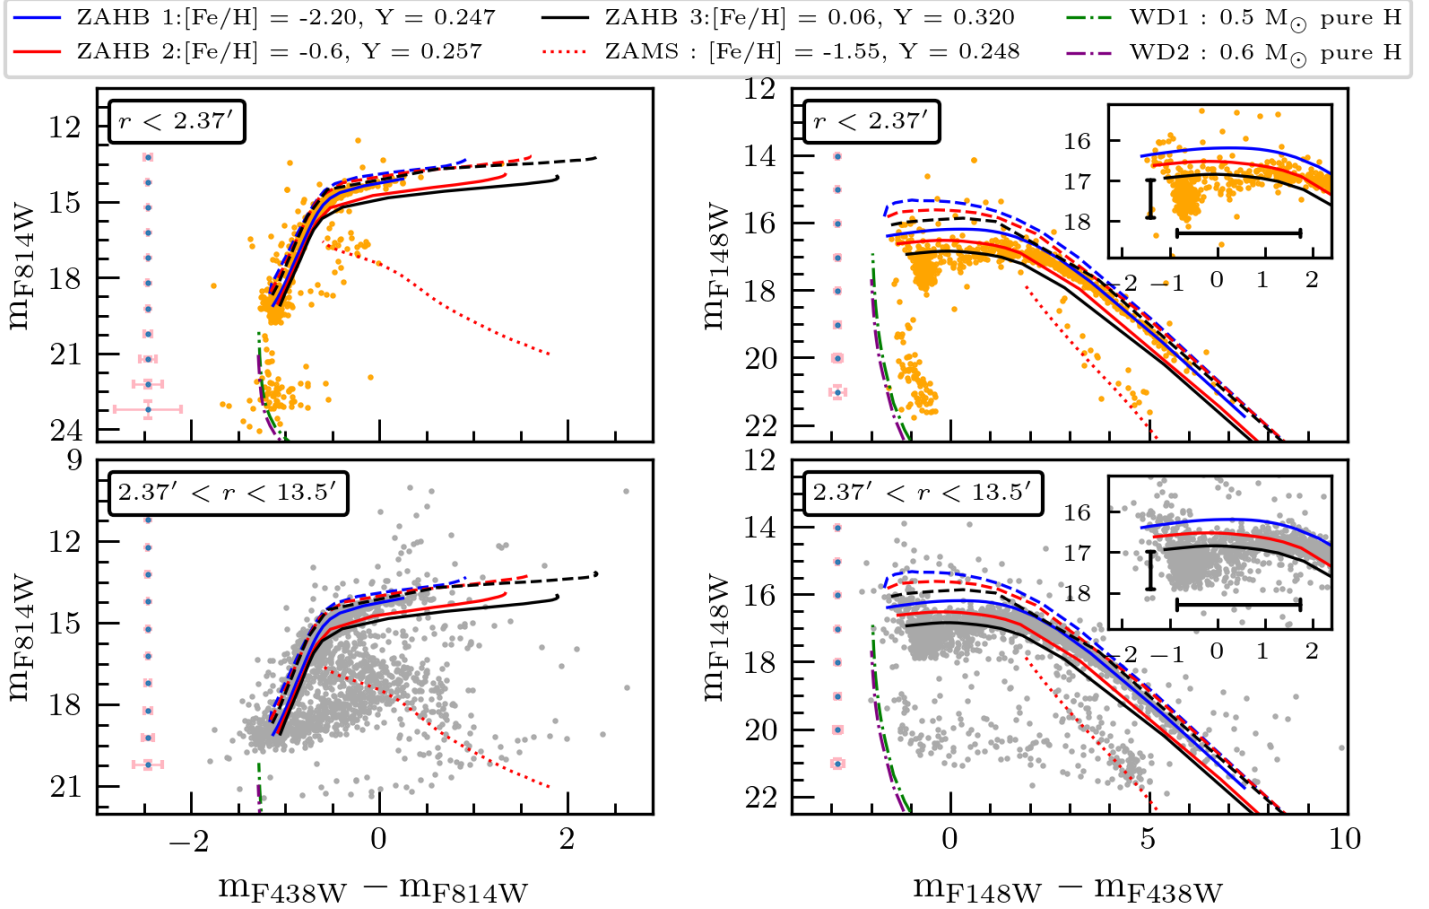 ZAHB 1:[Fe/H] = -2.20, Y = 0.247
ZAHB 2:[Fe/H] = -0.6, Y = 0.257
ZAHB 3:[Fe/H] = 0.06, Y = 0.320
ZAMS : [Fe/H] = -1.55, Y = 0.248
WD1 : 0.5 M⊙ pure H
WD2 : 0.6 M⊙ pure H
r < 2.37′
12
15
18
21
24
mF814W
r < 2.37′
12
14
16
18
20
22
mF148W
16
17
18
−2 −1 0 1 2
2.37′ < r < 13.5′
9
12
15
18
21
mF814W
−2 0 2
mF438W − mF814W
2.37′ < r < 13.5′
12
14
16
18
20
22
mF148W
16
17
18
−2 −1 0 1 2
0 5 10
mF148W − mF438W